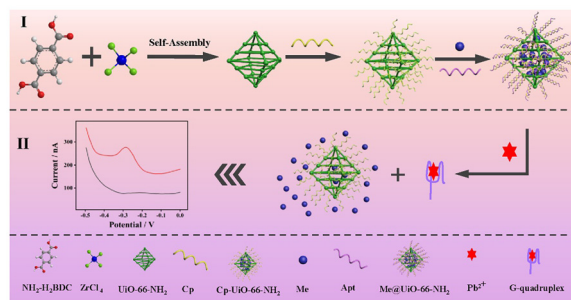 I
Self-Assembly
II
Current / nA
300
200
100
-0.5 -0.4 -0.3 -0.2 -0.1 0.0
Potential / V
NH₂-H₂BDC ZrCl₄ UiO-66-NH₂ Cp Cp-UiO-66-NH₂ Me Apt Me@UiO-66-NH₂ Pb²⁺ G-quadruplex